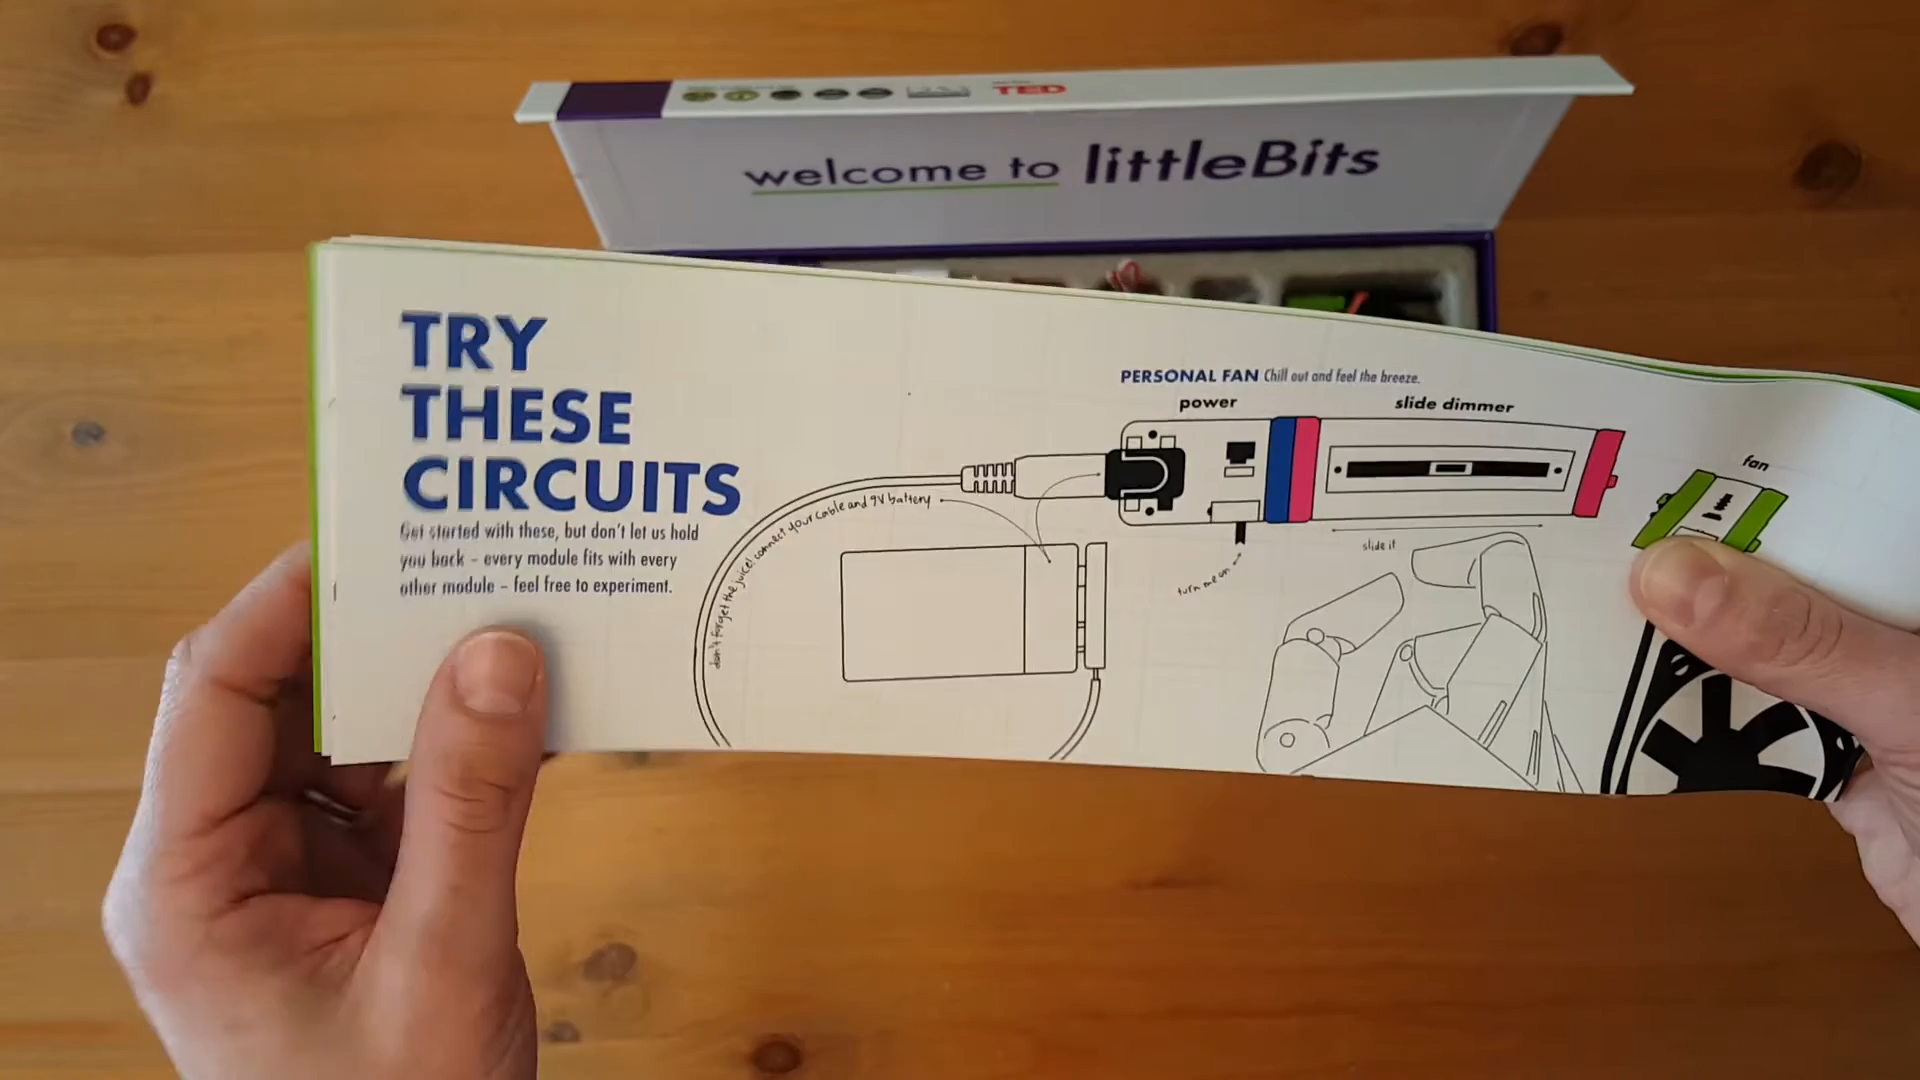 TED
welcome to littleBits
TRY
THESE
CIRCUITS
Get started with these, but don't let us hold
you back – every module fits with every
other module – feel free to experiment.
don't forget the juice! connect your cable and 9V battery
PERSONAL FAN Chill out and feel the breeze.
power
slide dimmer
fan
turn me on
slide it